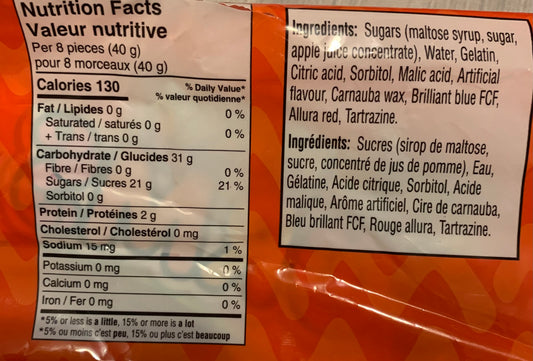 Nutrition Facts
Valeur nutritive
Per 8 pieces (40 g)
pour 8 morceaux (40 g)
Calories 130
% Daily Value*
% valeur quotidienne*
Fat / Lipides 0 g 0 %
Saturated / saturés 0 g
+ Trans / trans 0 g 0 %
Carbohydrate / Glucides 31 g
Fibre / Fibres 0 g 0 %
Sugars / Sucres 21 g 21 %
Sorbitol 0 g
Protein / Protéines 2 g
Cholesterol / Cholestérol 0 mg
Sodium 15 mg 1 %
Potassium 0 mg 0 %
Calcium 0 mg 0 %
Iron / Fer 0 mg 0 %
*5% or less is a little, 15% or more is a lot
*5% ou moins c'est peu, 15% ou plus c'est beaucoup
Ingredients: Sugars (maltose syrup, sugar,
apple juice concentrate), Water, Gelatin,
Citric acid, Sorbitol, Malic acid, Artificial
flavour, Carnauba wax, Brilliant blue FCF,
Allura red, Tartrazine.
Ingrédients: Sucres (sirop de maltose,
sucre, concentré de jus de pomme), Eau,
Gélatine, Acide citrique, Sorbitol, Acide
malique, Arôme artificiel, Cire de carnauba,
Bleu brillant FCF, Rouge allura, Tartrazine.